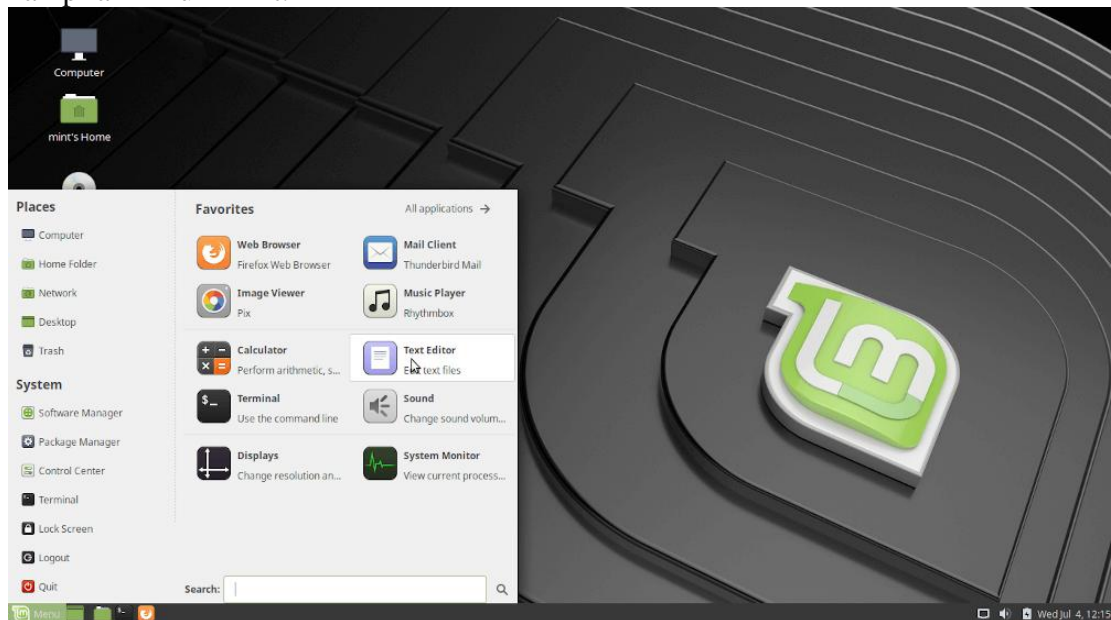 Computer
mint's Home
Places
Computer
Home Folder
Network
Desktop
Trash
System
Software Manager
Package Manager
Control Center
Terminal
Lock Screen
Logout
Quit
Favorites
All applications →
Web Browser
Firefox Web Browser
Mail Client
Thunderbird Mail
Image Viewer
Pix
Music Player
Rhythmbox
Calculator
Perform arithmetic, s...
Text Editor
text files
Terminal
Use the command line
Sound
Change sound volum...
Displays
Change resolution an...
System Monitor
View current process...
Search:
Menu
Wed Jul 4, 12:15